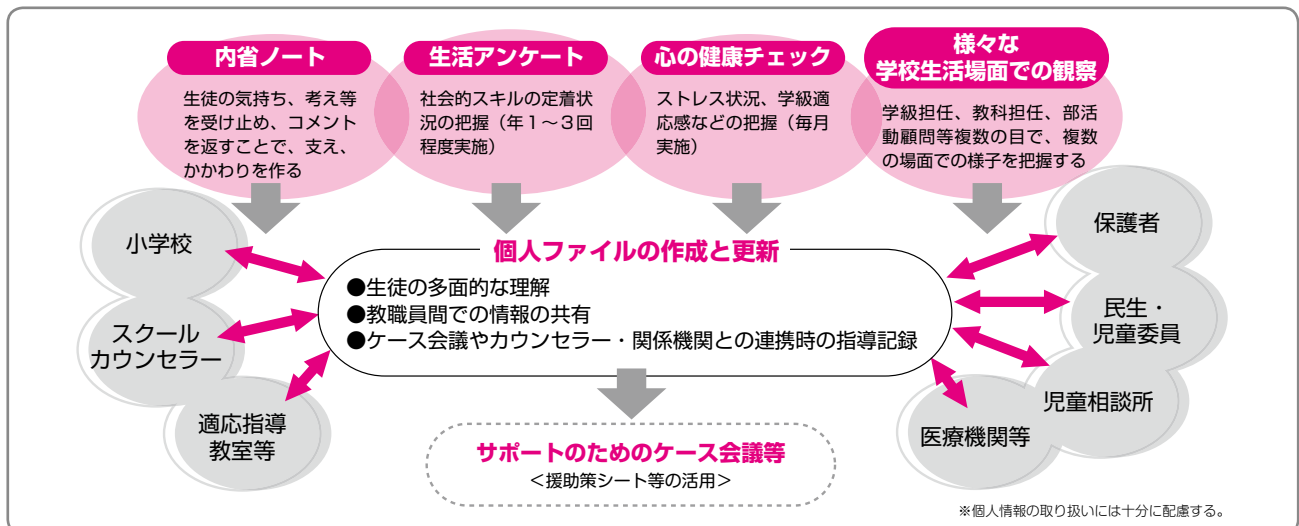 内省ノート
生徒の気持ち、考え等
を受け止め、コメント
を返すことで、支え、
かかわりを作る
生活アンケート
社会的スキルの定着状
況の把握（年１～３回
程度実施）
心の健康チェック
ストレス状況、学級適
応感などの把握（毎月
実施）
様々な
学校生活場面での観察
学級担任、教科担任、部活
動顧問等複数の目で、複数
の場面での様子を把握する
小学校
スクール
カウンセラー
適応指導
教室等
個人ファイルの作成と更新
●生徒の多面的な理解
●教職員間での情報の共有
●ケース会議やカウンセラー・関係機関との連携時の指導記録
保護者
民生・
児童委員
児童相談所
医療機関等
サポートのためのケース会議等
＜援助策シート等の活用＞
※個人情報の取り扱いには十分に配慮する。